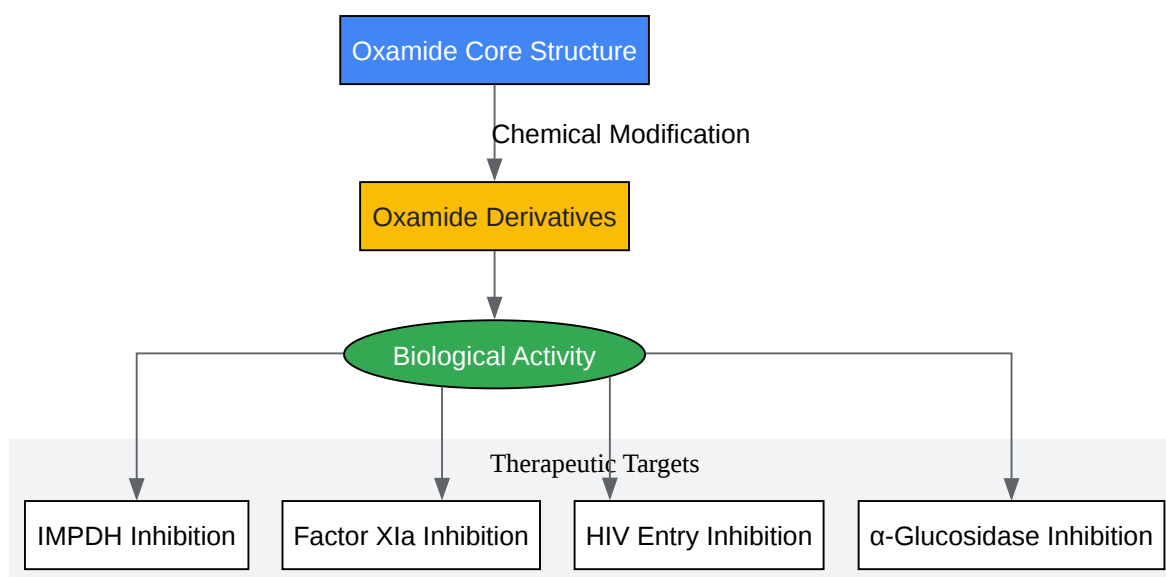 Oxamide Core Structure
Chemical Modification
Oxamide Derivatives
Biological Activity
Therapeutic Targets
IMPDH Inhibition
Factor XIa Inhibition
HIV Entry Inhibition
α-Glucosidase Inhibition